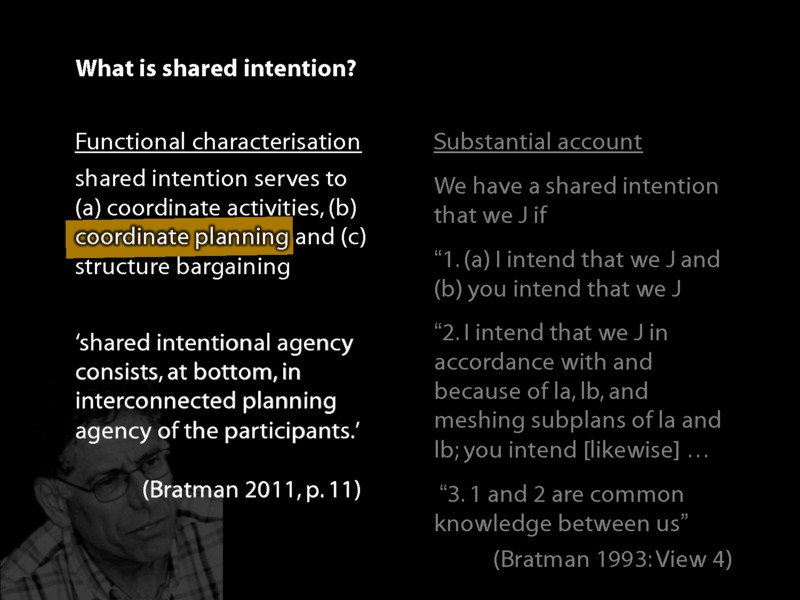 What is shared intention?
Functional characterisation
shared intention serves to
(a) coordinate activities, (b)
coordinate planning and (c)
structure bargaining
‘shared intentional agency
consists, at bottom, in
interconnected planning
agency of the participants.’
(Bratman 2011, p. 11)
Substantial account
We have a shared intention
that we J if
“1. (a) I intend that we J and
(b) you intend that we J
“2. I intend that we J in
accordance with and
because of la, lb, and
meshing subplans of la and
lb; you intend [likewise] …
“3. 1 and 2 are common
knowledge between us”
(Bratman 1993: View 4)